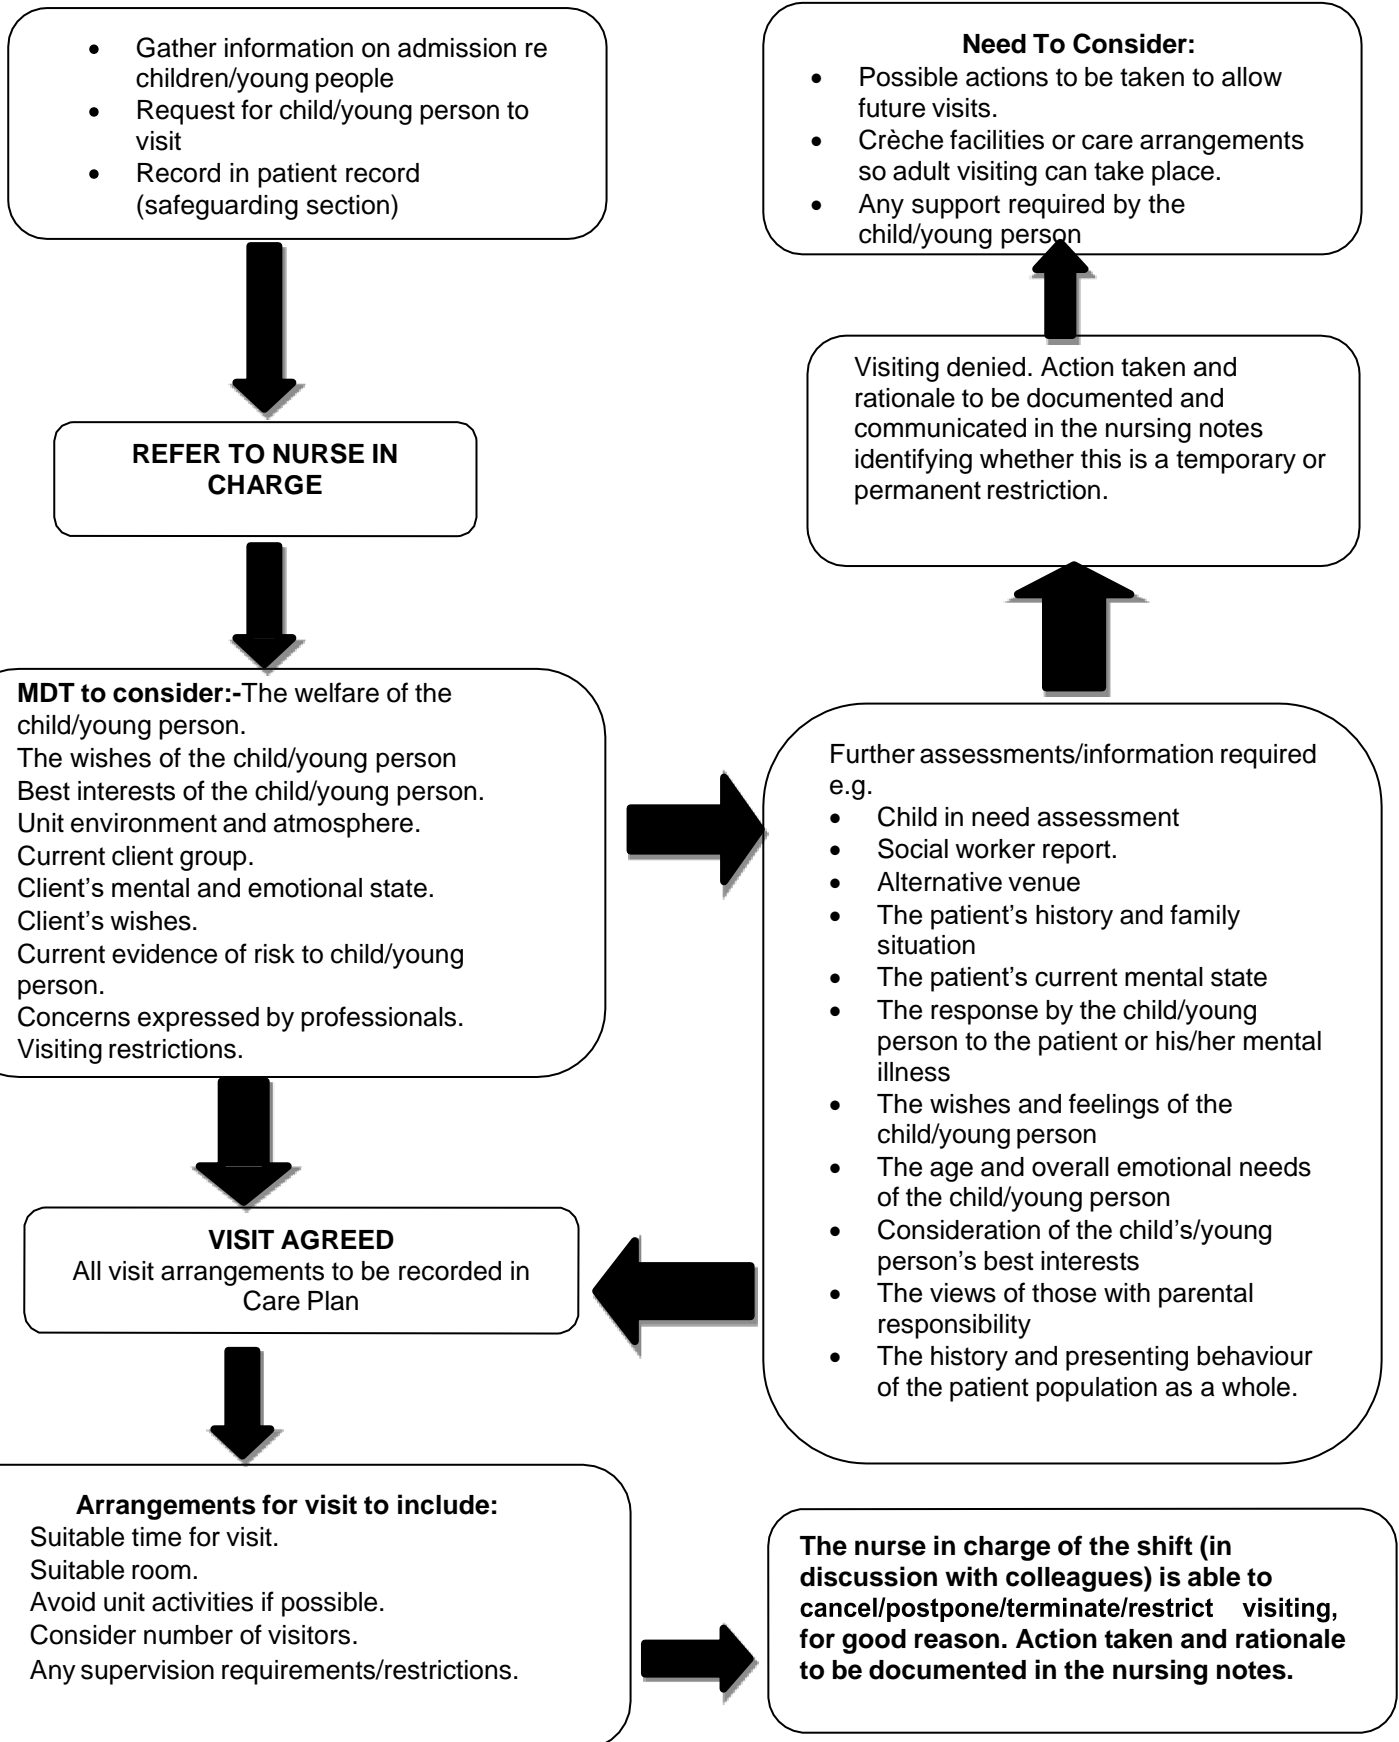 • Gather information on admission re
children/young people
• Request for child/young person to
visit
• Record in patient record
(safeguarding section)
REFER TO NURSE IN
CHARGE
MDT to consider:-The welfare of the
child/young person.
The wishes of the child/young person
Best interests of the child/young person.
Unit environment and atmosphere.
Current client group.
Client’s mental and emotional state.
Client’s wishes.
Current evidence of risk to child/young
person.
Concerns expressed by professionals.
Visiting restrictions.
VISIT AGREED
All visit arrangements to be recorded in
Care Plan
Arrangements for visit to include:
Suitable time for visit.
Suitable room.
Avoid unit activities if possible.
Consider number of visitors.
Any supervision requirements/restrictions.
Need To Consider:
• Possible actions to be taken to allow
future visits.
• Crèche facilities or care arrangements
so adult visiting can take place.
• Any support required by the
child/young person
Visiting denied. Action taken and
rationale to be documented and
communicated in the nursing notes
identifying whether this is a temporary or
permanent restriction.
Further assessments/information required
e.g.
• Child in need assessment
• Social worker report.
• Alternative venue
• The patient’s history and family
situation
• The patient’s current mental state
• The response by the child/young
person to the patient or his/her mental
illness
• The wishes and feelings of the
child/young person
• The age and overall emotional needs
of the child/young person
• Consideration of the child’s/young
person’s best interests
• The views of those with parental
responsibility
• The history and presenting behaviour
of the patient population as a whole.
The nurse in charge of the shift (in
discussion with colleagues) is able to
cancel/postpone/terminate/restrict visiting,
for good reason. Action taken and rationale
to be documented in the nursing notes.